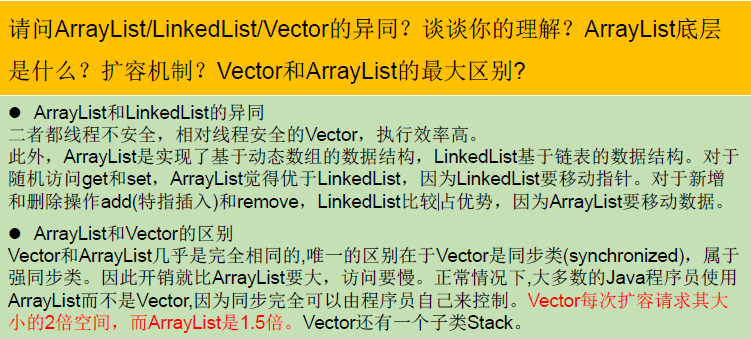 请问ArrayList/LinkedList/Vector的异同？谈谈你的理解？ArrayList底层
是什么？扩容机制？Vector和ArrayList的最大区别?
● ArrayList和LinkedList的异同
二者都线程不安全，相对线程安全的Vector，执行效率高。
此外，ArrayList是实现了基于动态数组的数据结构，LinkedList基于链表的数据结构。对于
随机访问get和set，ArrayList觉得优于LinkedList，因为LinkedList要移动指针。对于新增
和删除操作add(特指插入)和remove，LinkedList比较占优势，因为ArrayList要移动数据。
● ArrayList和Vector的区别
Vector和ArrayList几乎是完全相同的,唯一的区别在于Vector是同步类(synchronized)，属于
强同步类。因此开销就比ArrayList要大，访问要慢。正常情况下,大多数的Java程序员使用
ArrayList而不是Vector,因为同步完全可以由程序员自己来控制。Vector每次扩容请求其大
小的2倍空间，而ArrayList是1.5倍。Vector还有一个子类Stack。